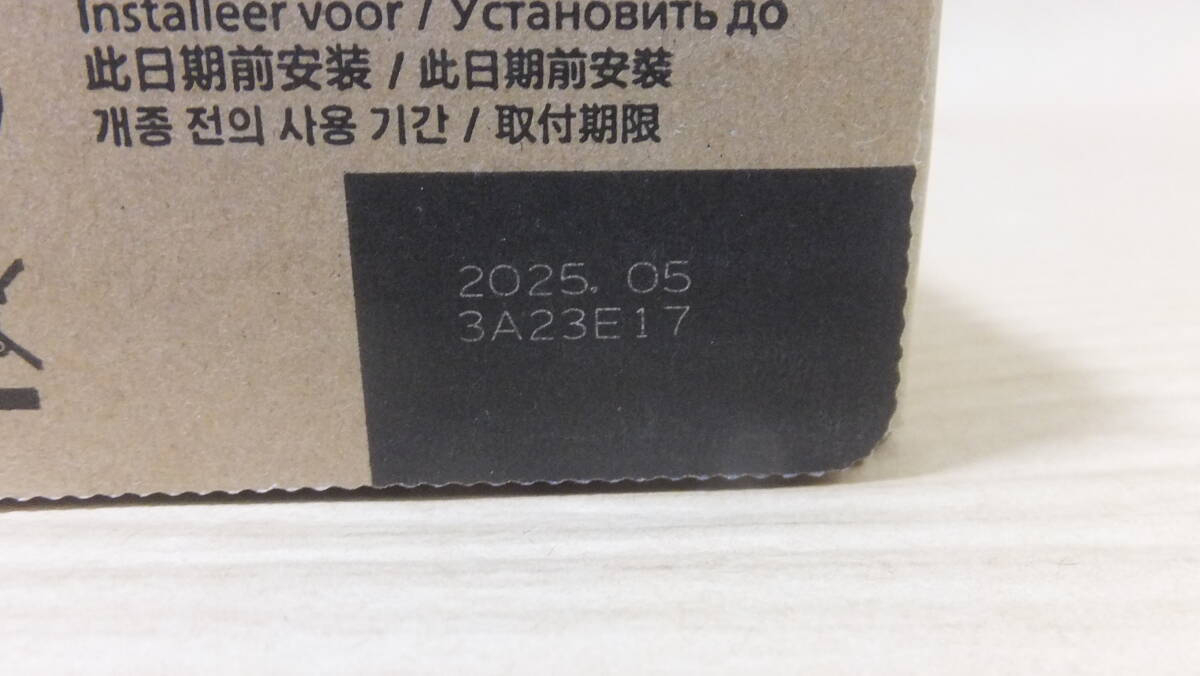 Installeer voor / Установить до
此日期前安装 / 此日期前安裝
개종 전의 사용 기간 / 取付期限
2025. 05
3A23E17